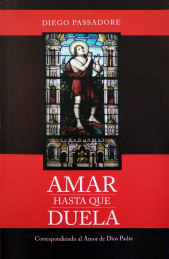 DIEGO PASSADORE
AMAR
HASTA QUE
DUELA
Correspondiendo al Amor de Dios Padre